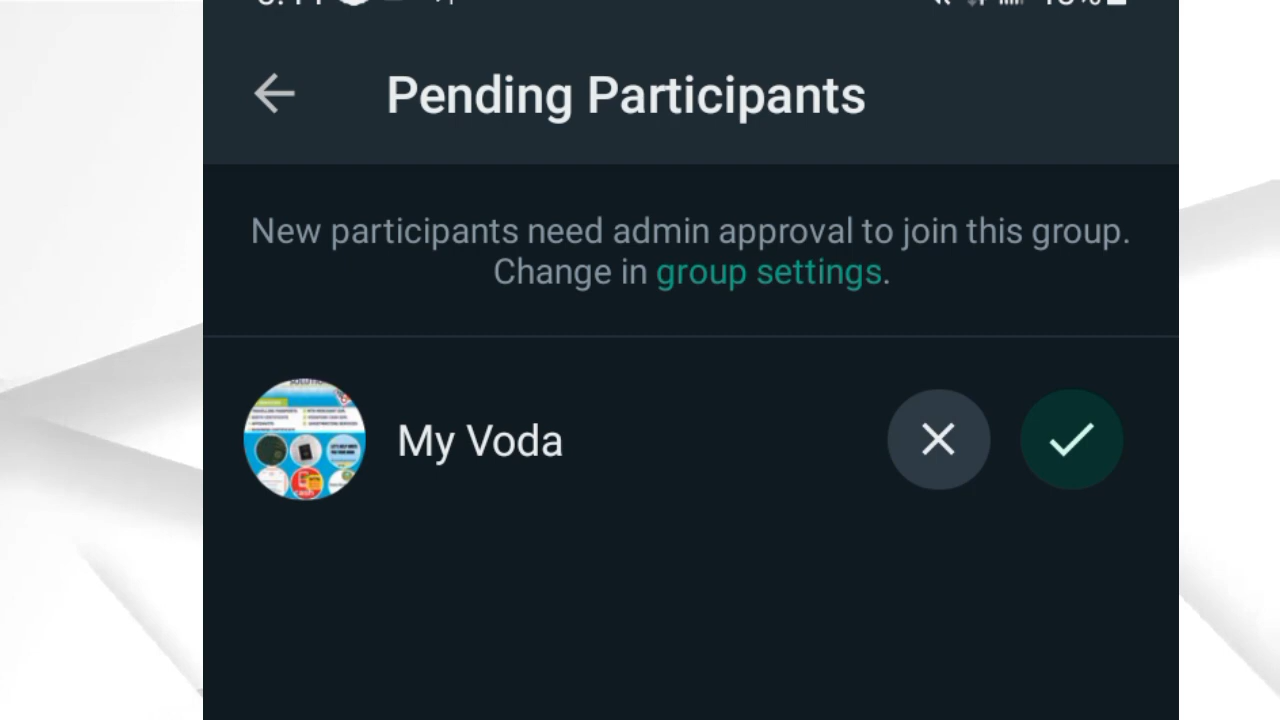 Pending Participants
New participants need admin approval to join this group.
Change in group settings.
My Voda